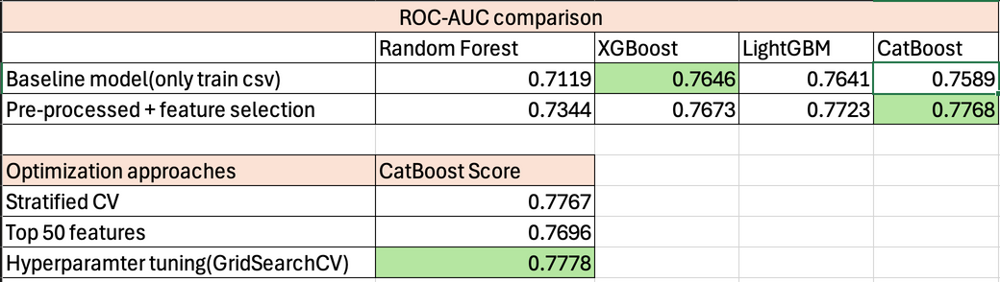 ROC-AUC comparison
Random Forest XGBoost LightGBM CatBoost
Baseline model(only train csv) 0.7119 0.7646 0.7641 0.7589
Pre-processed + feature selection 0.7344 0.7673 0.7723 0.7768
Optimization approaches CatBoost Score
Stratified CV 0.7767
Top 50 features 0.7696
Hyperparamter tuning(GridSearchCV) 0.7778